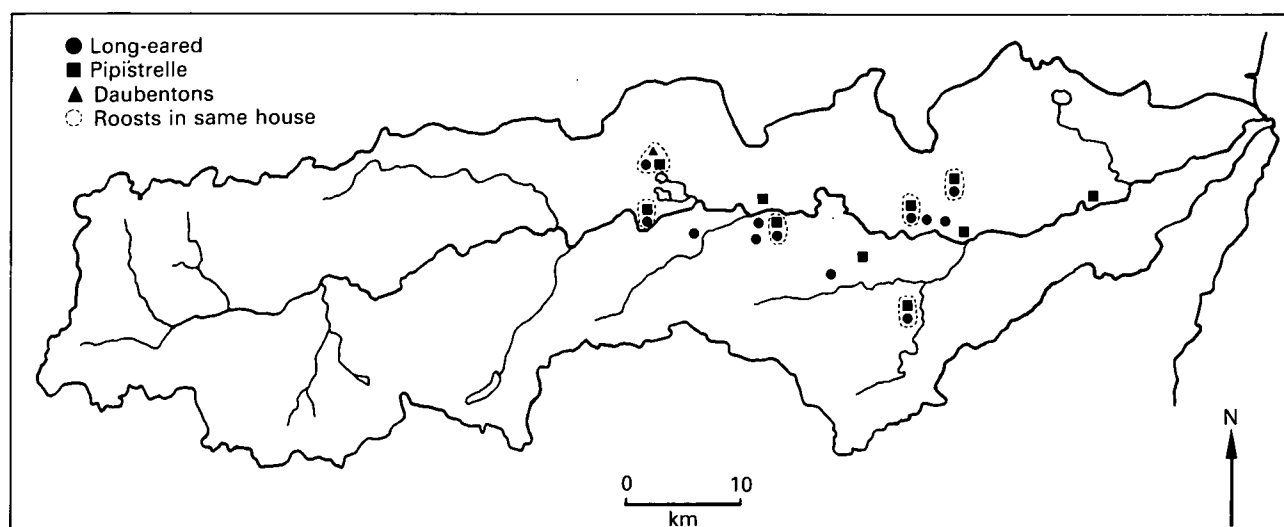 Long-eared
Pipistrelle
Daubentons
Roosts in same house
N
0 10
km